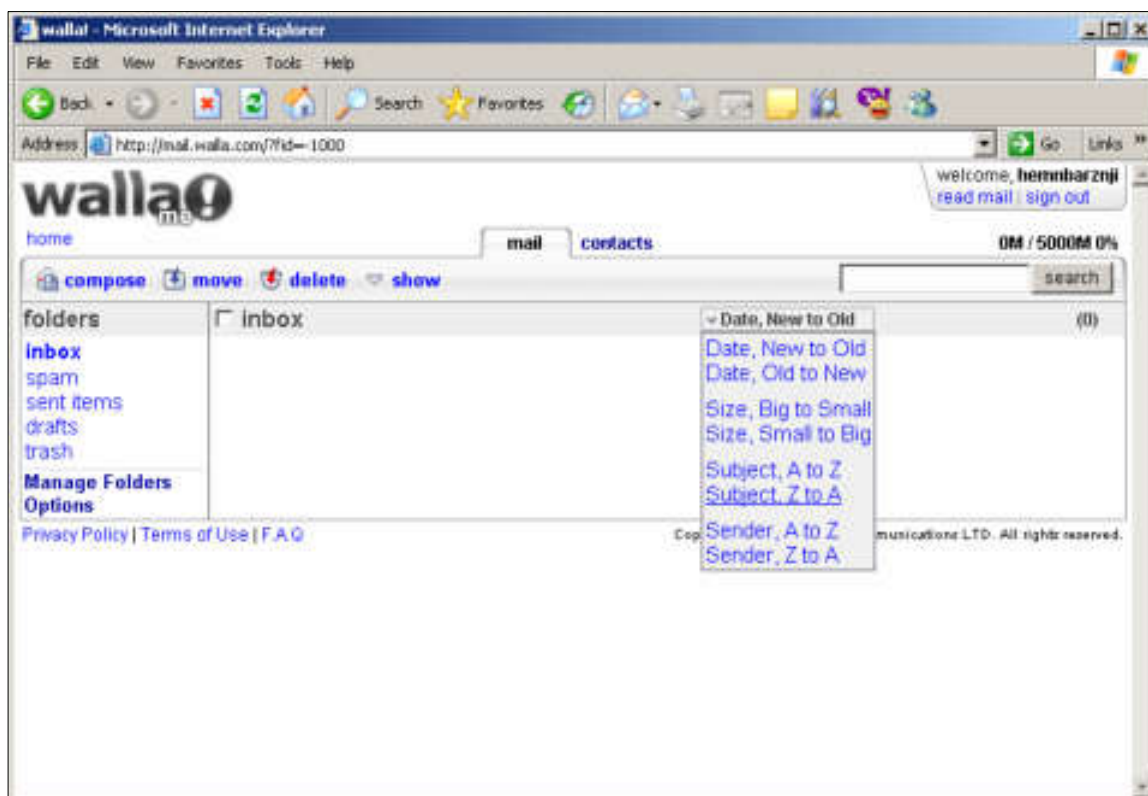 walla! - Microsoft Internet Explorer
File Edit View Favorites Tools Help
Back Search Favorites
Address http://mail.walla.com/?fid=-1000 Go Links »
walla! mail
welcome, hemnbarznji
read mail | sign out
home mail contacts 0M / 5000M 0%
compose move delete show search
folders inbox Date, New to Old (0)
inbox
spam
sent items
drafts
trash
Manage Folders
Options
Date, New to Old
Date, Old to New
Size, Big to Small
Size, Small to Big
Subject, A to Z
Subject, Z to A
Sender, A to Z
Sender, Z to A
Privacy Policy | Terms of Use | F.A.Q
Cop munications LTD. All rights reserved.